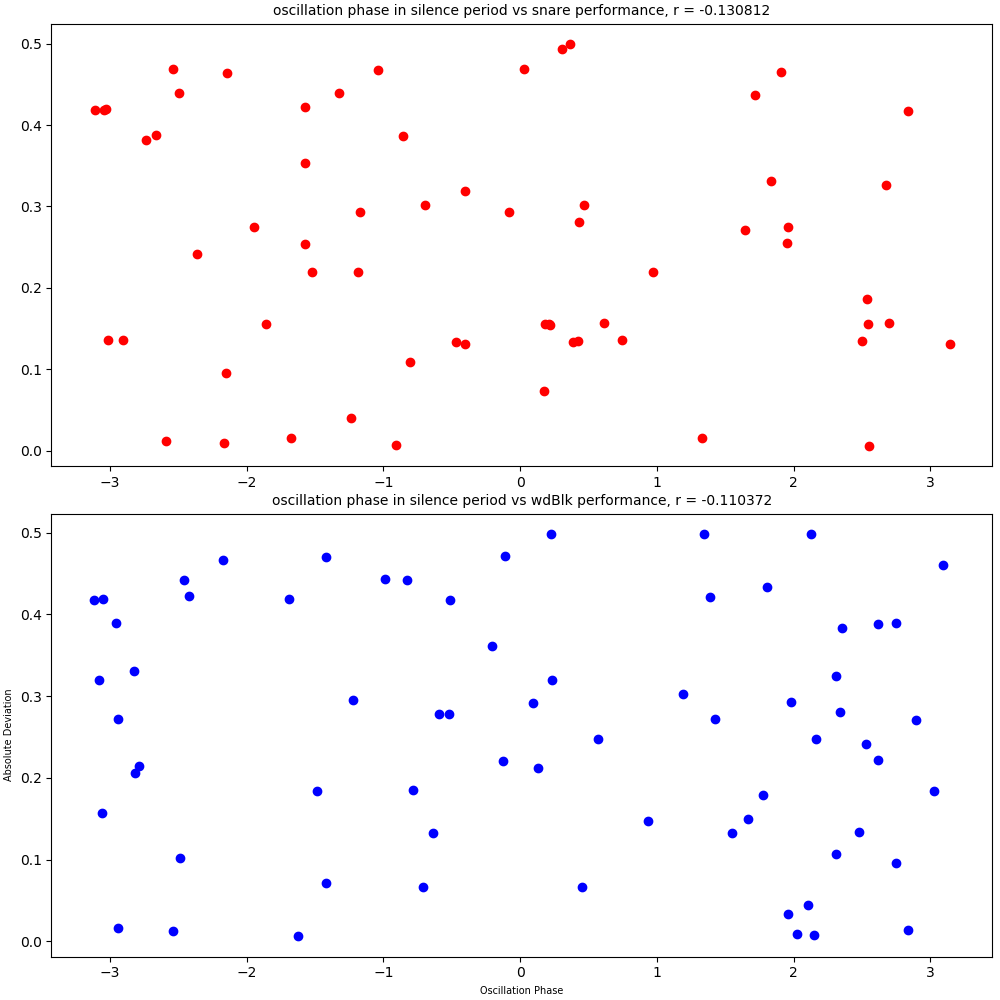 oscillation phase in silence period vs snare performance, r = -0.130812
0.5
0.4
0.3
0.2
0.1
0.0
−3 −2 −1 0 1 2 3
oscillation phase in silence period vs wdBlk performance, r = -0.110372
0.5
0.4
0.3
0.2
0.1
0.0
Absolute Deviation
−3 −2 −1 0 1 2 3
Oscillation Phase